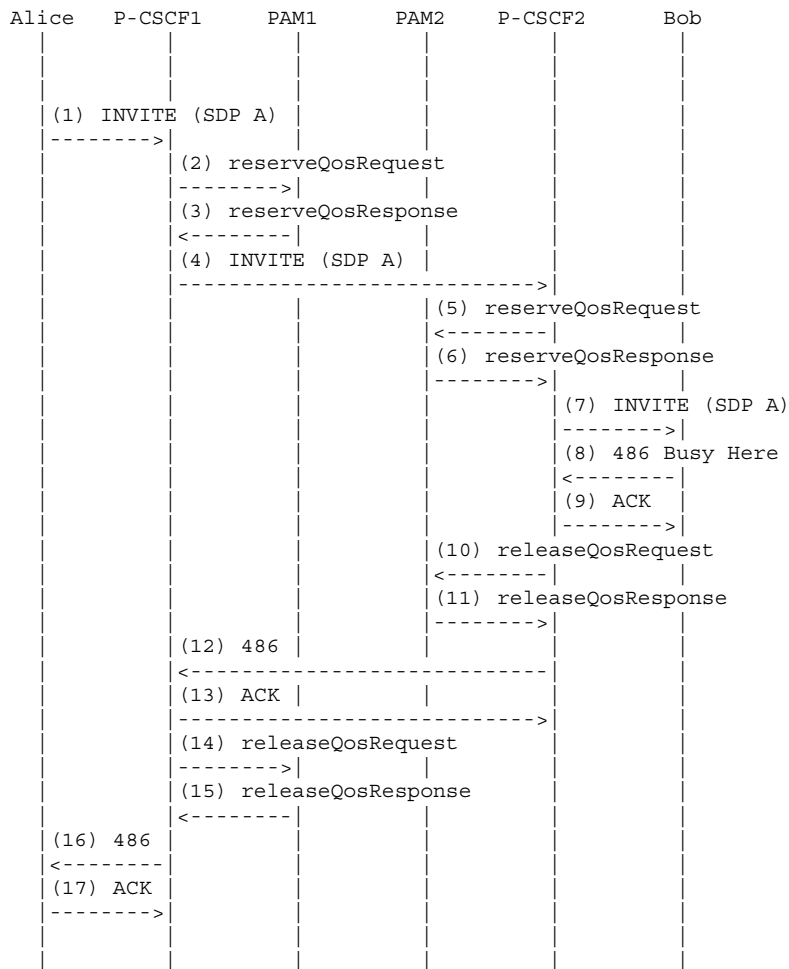 Alice P-CSCF1 PAM1 PAM2 P-CSCF2 Bob
(1) INVITE (SDP A)
(2) reserveQosRequest
(3) reserveQosResponse
(4) INVITE (SDP A)
(5) reserveQosRequest
(6) reserveQosResponse
(7) INVITE (SDP A)
(8) 486 Busy Here
(9) ACK
(10) releaseQosRequest
(11) releaseQosResponse
(12) 486
(13) ACK
(14) releaseQosRequest
(15) releaseQosResponse
(16) 486
(17) ACK